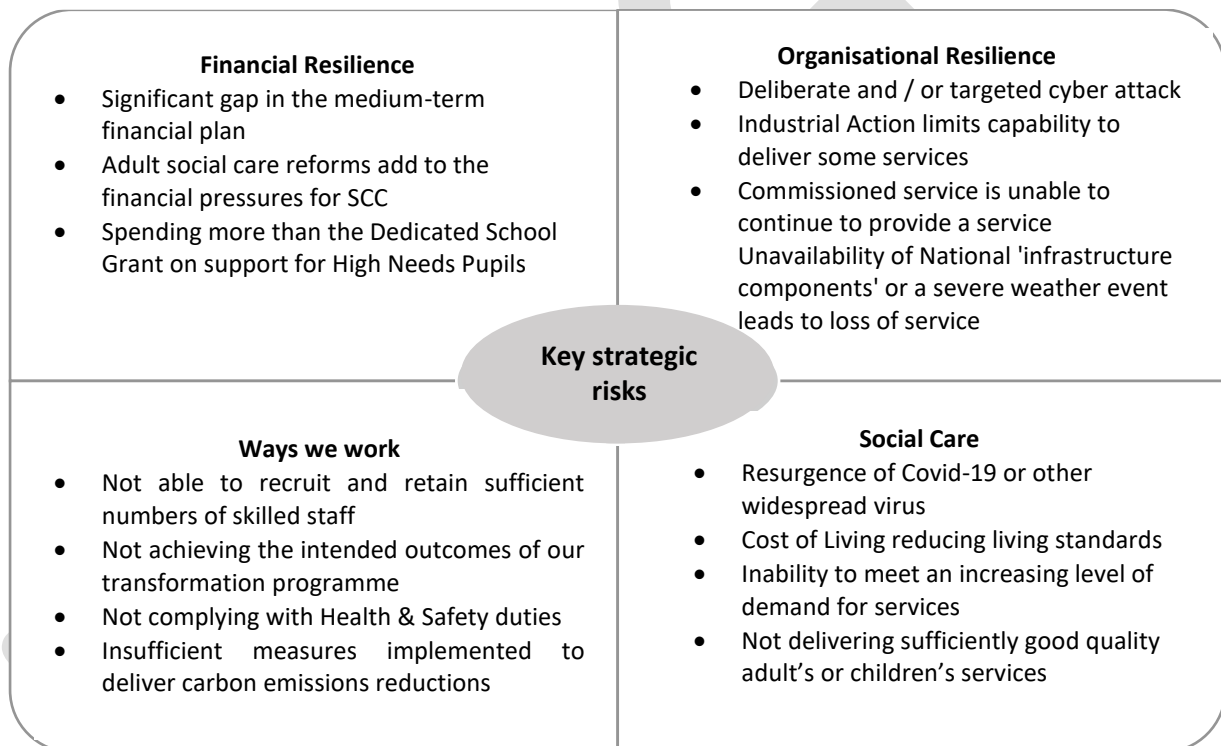 Financial Resilience
• Significant gap in the medium-term
financial plan
• Adult social care reforms add to the
financial pressures for SCC
• Spending more than the Dedicated School
Grant on support for High Needs Pupils
Organisational Resilience
• Deliberate and / or targeted cyber attack
• Industrial Action limits capability to
deliver some services
• Commissioned service is unable to
continue to provide a service
Unavailability of National 'infrastructure
components' or a severe weather event
leads to loss of service
Key strategic
risks
Ways we work
• Not able to recruit and retain sufficient
numbers of skilled staff
• Not achieving the intended outcomes of our
transformation programme
• Not complying with Health & Safety duties
• Insufficient measures implemented to
deliver carbon emissions reductions
Social Care
• Resurgence of Covid-19 or other
widespread virus
• Cost of Living reducing living standards
• Inability to meet an increasing level of
demand for services
• Not delivering sufficiently good quality
adult’s or children’s services